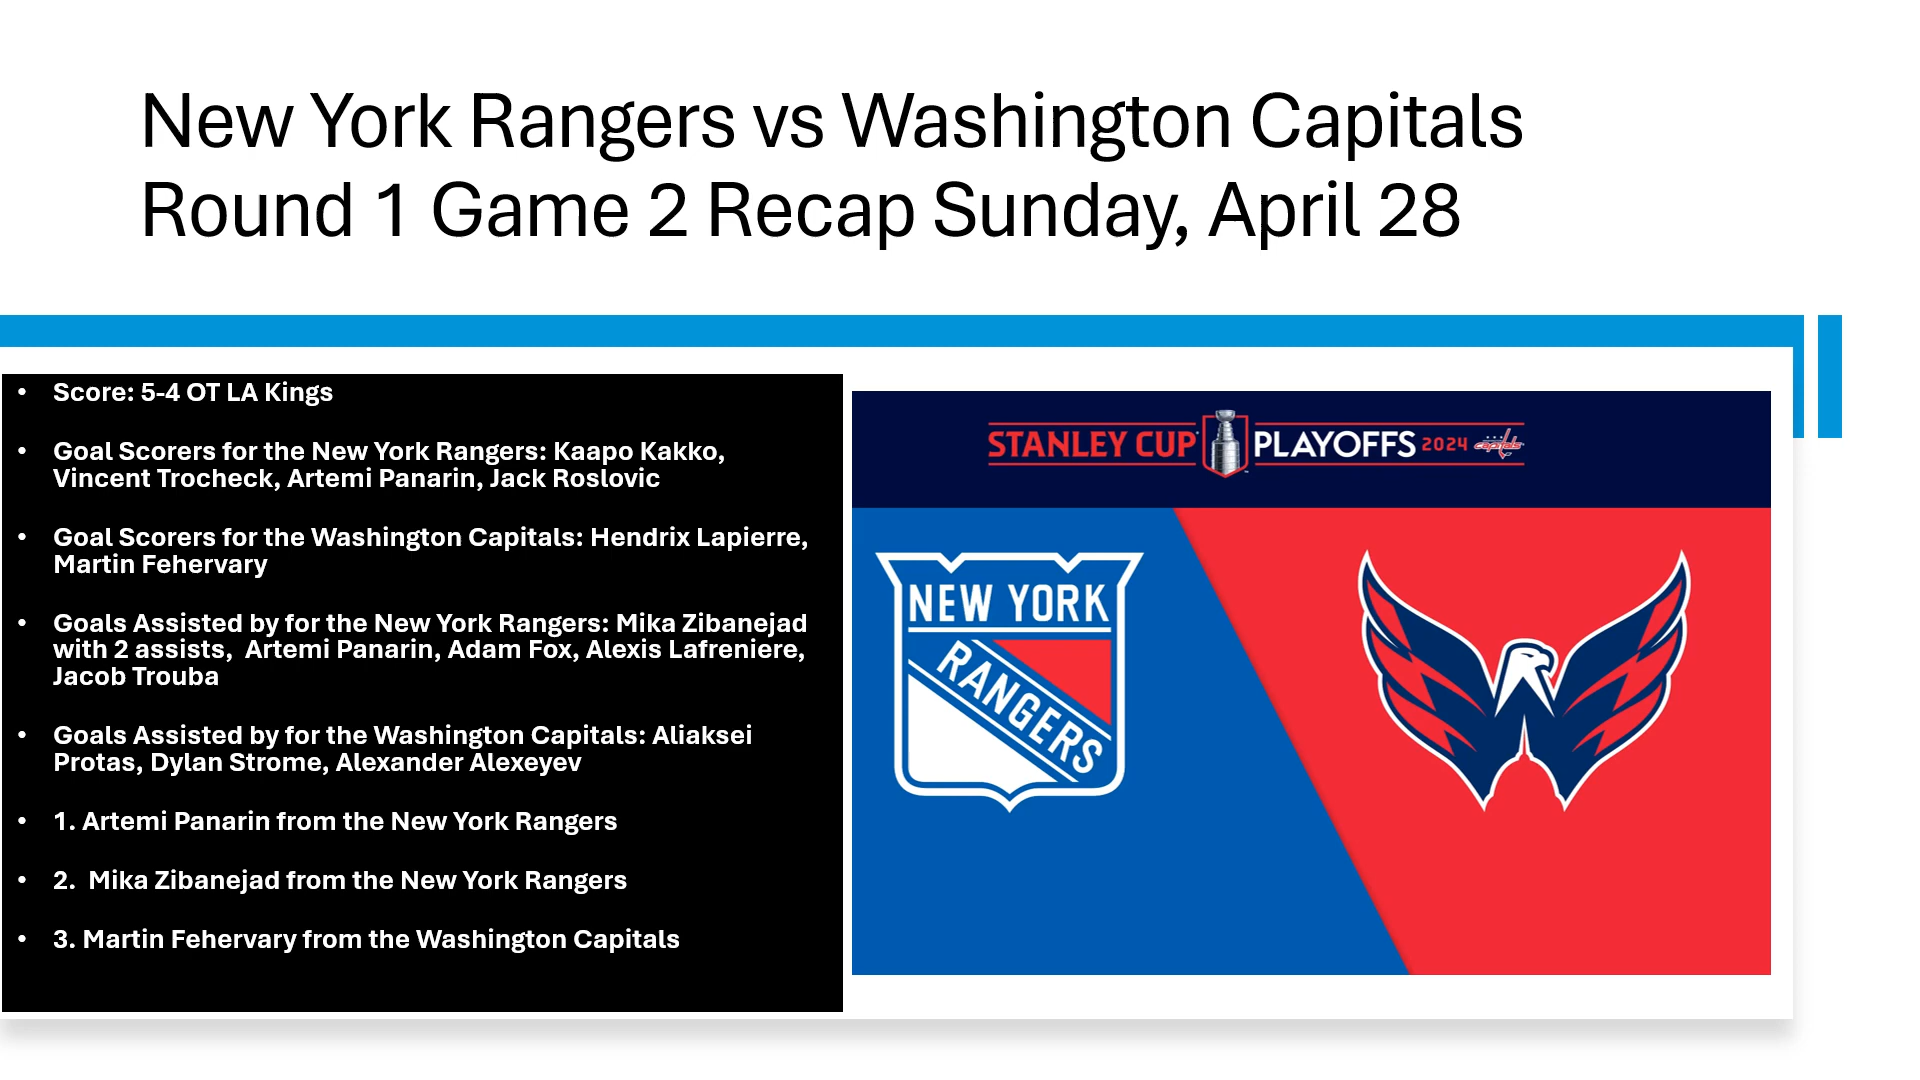 New York Rangers vs Washington Capitals
Round 1 Game 2 Recap Sunday, April 28
• Score: 5-4 OT LA Kings
• Goal Scorers for the New York Rangers: Kaapo Kakko,
Vincent Trocheck, Artemi Panarin, Jack Roslovic
• Goal Scorers for the Washington Capitals: Hendrix Lapierre,
Martin Fehervary
• Goals Assisted by for the New York Rangers: Mika Zibanejad
with 2 assists,  Artemi Panarin, Adam Fox, Alexis Lafreniere,
Jacob Trouba
• Goals Assisted by for the Washington Capitals: Aliaksei
Protas, Dylan Strome, Alexander Alexeyev
• 1. Artemi Panarin from the New York Rangers
• 2.  Mika Zibanejad from the New York Rangers
• 3. Martin Fehervary from the Washington Capitals
STANLEY CUP PLAYOFFS 2024 capitals
NEW YORK
RANGERS